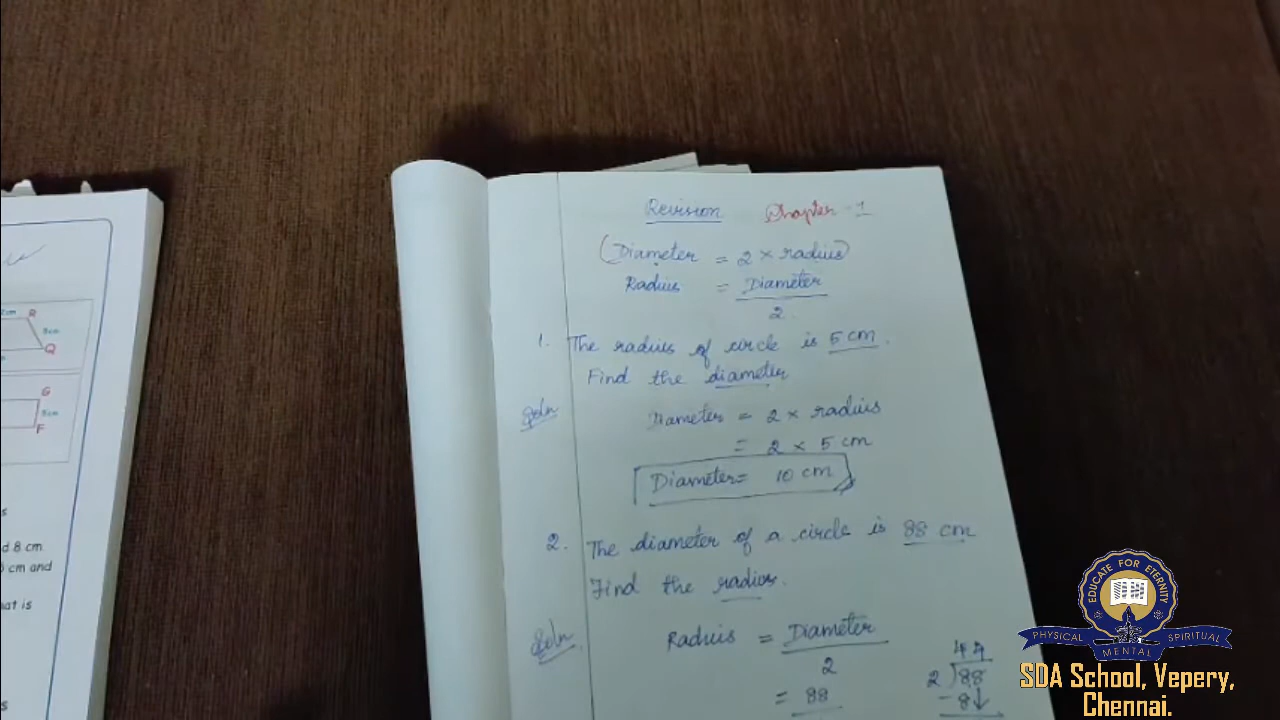 Revision Chapter - 1
(Diameter = 2 × radius)
Radius = Diameter
2
1. The radius of circle is 5 cm.
Find the diameter
Soln
Diameter = 2 × radius
= 2 × 5 cm
Diameter = 10 cm
2. The diameter of a circle is 88 cm
Find the radius.
Soln
Radius = Diameter
2
= 88
44
2 ) 88
- 8↓
R
Q
G
F
8 cm
cm and
at is
EDUCATE FOR ETERNITY
PHYSICAL MENTAL SPIRITUAL
SDA School, Vepery,
Chennai.